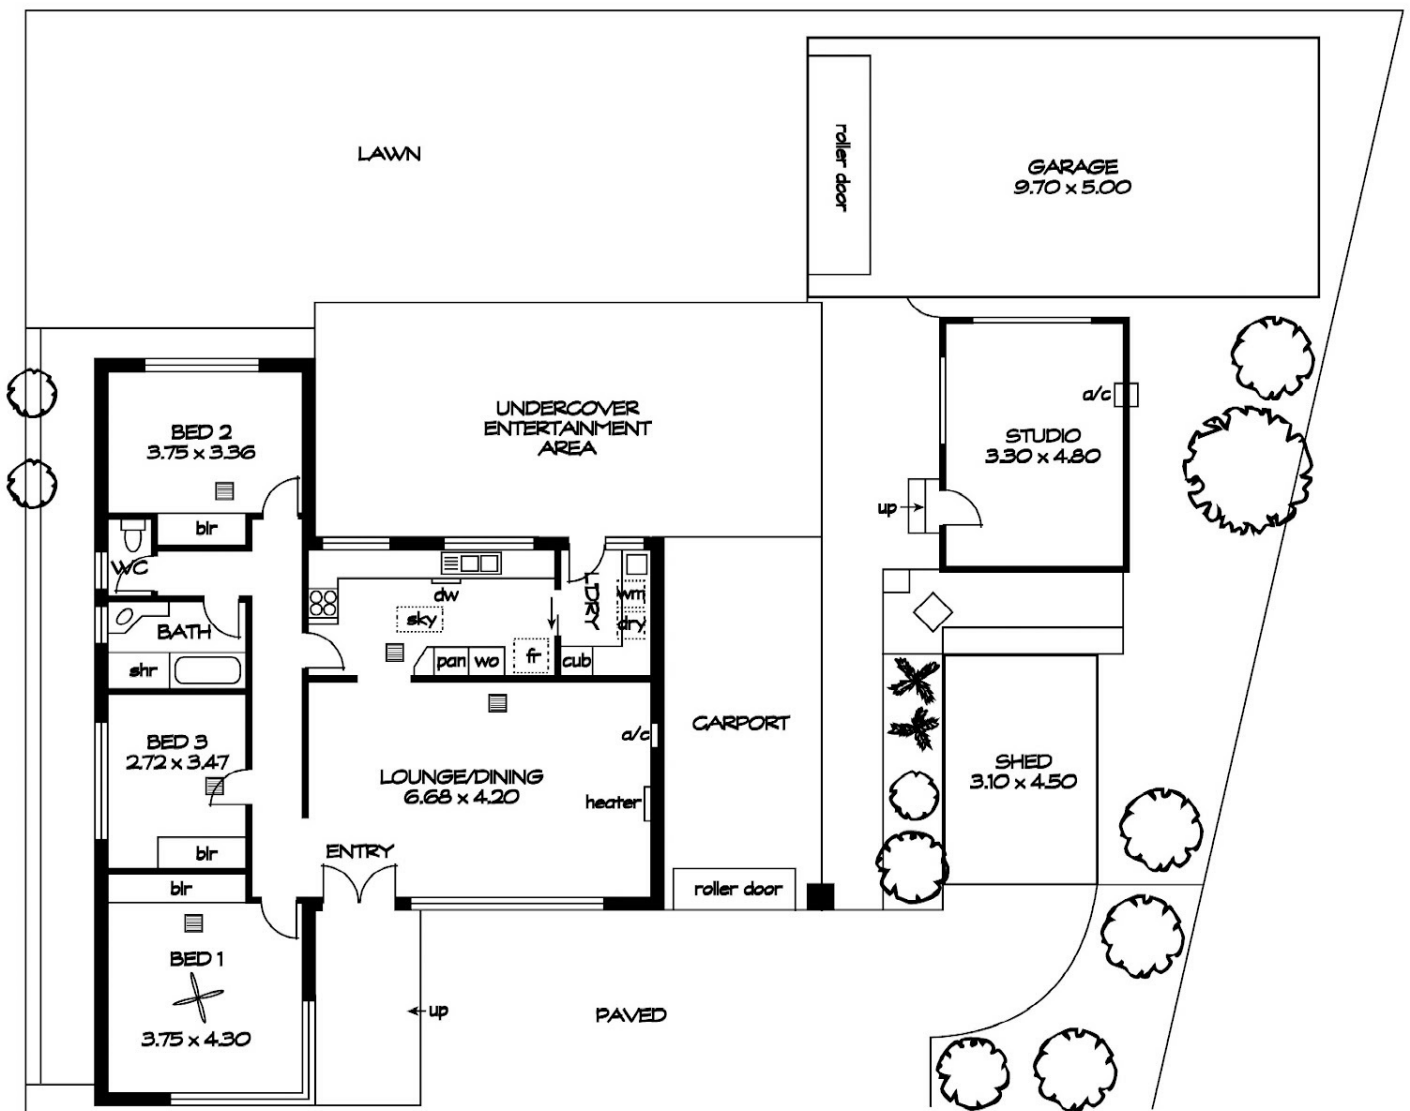 LAWN
roller door
GARAGE
9.70 x 5.00
UNDERCOVER
ENTERTAINMENT
AREA
a/c
STUDIO
3.30 x 4.80
up
BED 2
3.75 x 3.36
blr
WC
BATH
shr
dw
sky
pan
wo
fr
LDRY
wm
dry
cub
BED 3
2.72 x 3.47
blr
LOUNGE/DINING
6.68 x 4.20
a/c
heater
CARPORT
SHED
3.10 x 4.50
ENTRY
roller door
blr
BED 1
3.75 x 4.30
up
PAVED